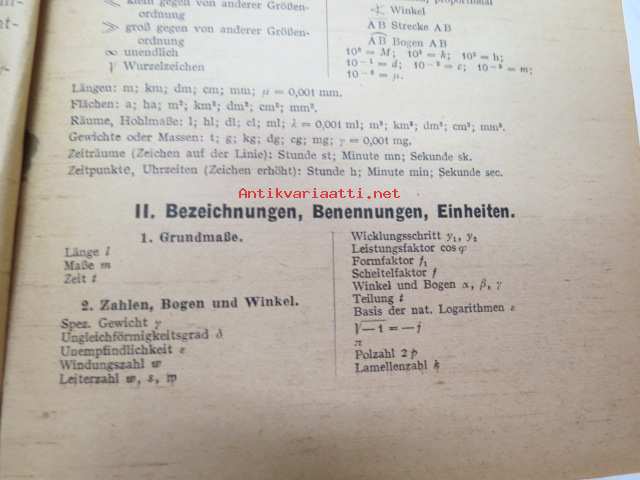 ≪ klein gegen von anderer Größen-
ordnung
≫ groß gegen von anderer Größen-
ordnung
∞ unendlich
√ Wurzelzeichen
proportional
∢ Winkel
AB Strecke AB
A͡B Bogen AB
10⁶ = M; 10³ = k; 10² = h;
10⁻¹ = d; 10⁻² = c; 10⁻³ = m;
10⁻⁶ = μ.
Längen: m; km; dm; cm; mm; μ = 0,001 mm.
Flächen: a; ha; m²; km²; dm²; cm²; mm².
Räume, Hohlmaße: l; hl; dl; cl; ml; λ = 0,001 ml; m³; km³; dm³; cm³; mm³.
Gewichte oder Massen: t; g; kg; dg; cg; mg; γ = 0,001 mg,
Zeiträume (Zeichen auf der Linie): Stunde st; Minute mn; Sekunde sk.
Zeitpunkte, Uhrzeiten (Zeichen erhöht): Stunde h; Minute min; Sekunde sec.
Antikvariaatti.net
II. Bezeichnungen, Benennungen, Einheiten.
1. Grundmaße.
Länge l
Maße m
Zeit t
2. Zahlen, Bogen und Winkel.
Spez. Gewicht γ
Ungleichförmigkeitsgrad δ
Unempfindlichkeit ε
Windungszahl w
Leiterzahl w, s, w
Wicklungsschritt y₁, y₂
Leistungsfaktor cos φ
Formfaktor f₁
Scheitelfaktor f
Winkel und Bogen α, β, γ
Teilung t
Basis der nat. Logarithmen ε
√−1 = −j
π
Polzahl 2 p
Lamellenzahl k